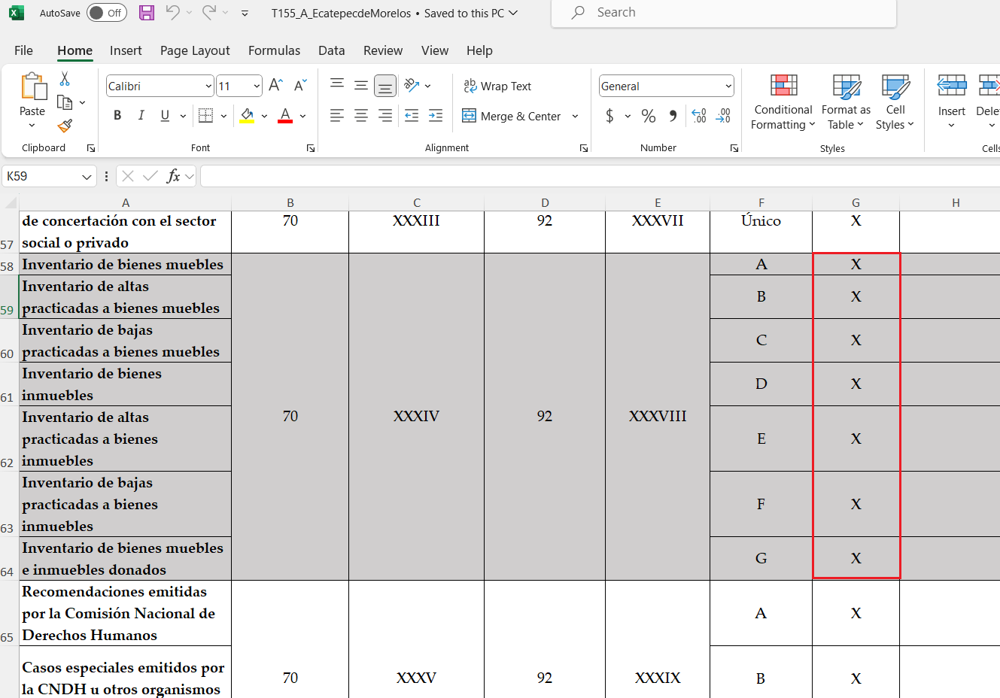 AutoSave Off T155_A_EcatepecdeMorelos • Saved to this PC Search
File Home Insert Page Layout Formulas Data Review View Help
Paste Calibri 11 A A ab Wrap Text General Conditional Formatting Format as Table Cell Styles Insert
B I U A Merge & Center $ % 9 .00 .00
Clipboard Font Alignment Number Styles Cells
K59 fx
A B C D E F G H
57 de concertación con el sector social o privado 70 XXXIII 92 XXXVII Único X
58 Inventario de bienes muebles A X
59 Inventario de altas practicadas a bienes muebles B X
60 Inventario de bajas practicadas a bienes muebles C X
61 Inventario de bienes inmuebles D X
70 XXXIV 92 XXXVIII
62 Inventario de altas practicadas a bienes inmuebles E X
63 Inventario de bajas practicadas a bienes inmuebles F X
64 Inventario de bienes muebles e inmuebles donados G X
65 Recomendaciones emitidas por la Comisión Nacional de Derechos Humanos A X
Casos especiales emitidos por la CNDH u otros organismos 70 XXXV 92 XXXIX B X